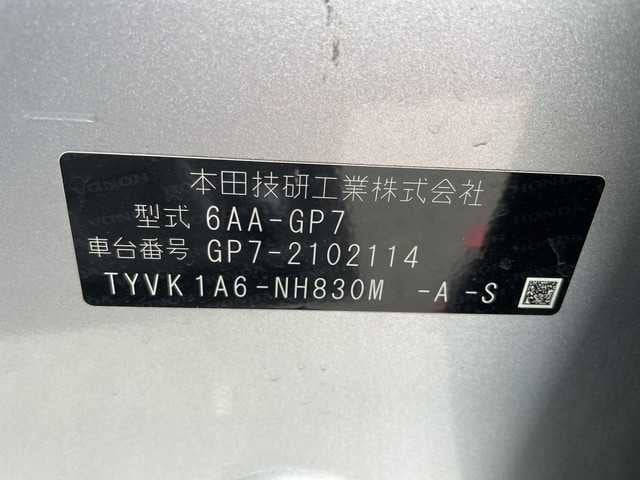 本田技研工業株式会社
型式 6AA-GP7
車台番号 GP7-2102114
TYVK1A6-NH830M -A -S